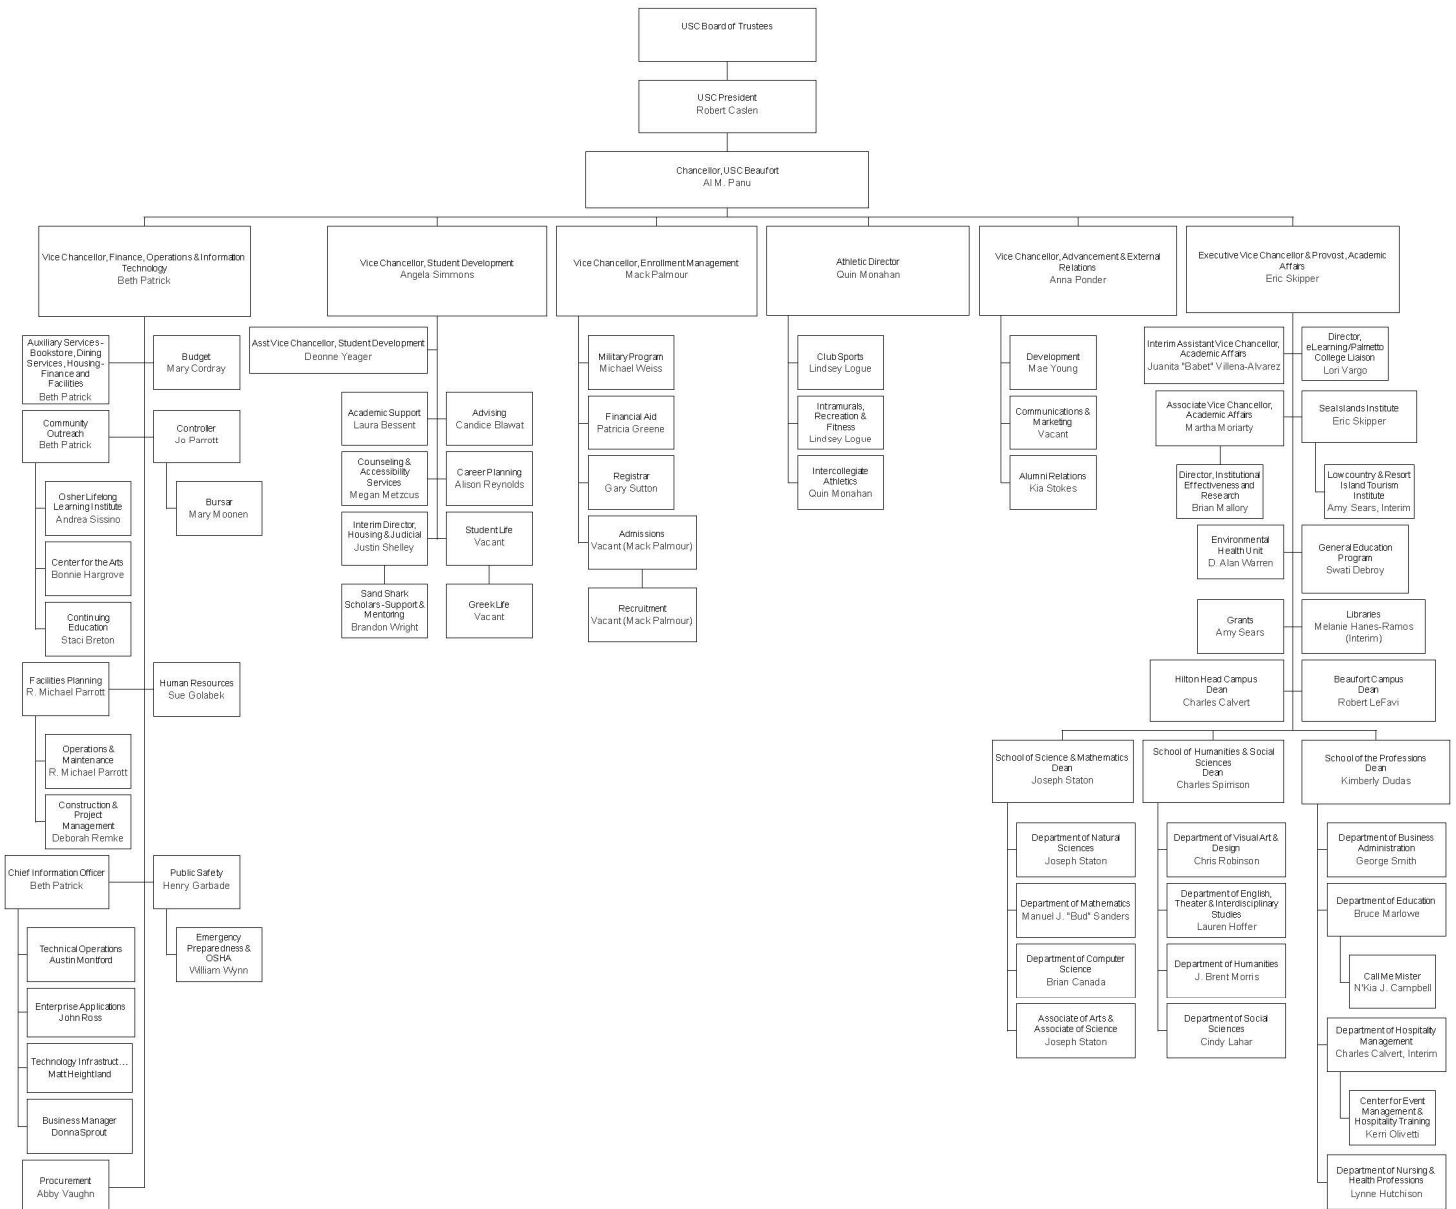 USC Board of Trustees
USC President
Robert Caslen
Chancellor, USC Beaufort
Al M. Panu
Vice Chancellor, Finance, Operations & Information
Technology
Beth Patrick
Vice Chancellor, Student Development
Angela Simmons
Vice Chancellor, Enrollment Management
Mack Palmour
Athletic Director
Quin Monahan
Vice Chancellor, Advancement & External
Relations
Anna Ponder
Executive Vice Chancellor & Provost, Academic
Affairs
Eric Skipper
Auxiliary Services -
Bookstore, Dining
Services, Housing -
Finance and
Facilities
Beth Patrick
Budget
Mary Cordray
Community
Outreach
Beth Patrick
Controller
Jo Parrott
Osher Lifelong
Learning Institute
Andrea Sissino
Bursar
Mary Moonen
Center for the Arts
Bonnie Hargrove
Continuing
Education
Staci Breton
Facilities Planning
R. Michael Parrott
Human Resources
Sue Golabek
Operations &
Maintenance
R. Michael Parrott
Construction &
Project
Management
Deborah Remke
Chief Information Officer
Beth Patrick
Public Safety
Henry Garbade
Technical Operations
Austin Montford
Emergency
Preparedness &
OSHA
William Wynn
Enterprise Applications
John Ross
Technology Infrastruct...
Matt Heightland
Business Manager
Donna Sprout
Procurement
Abby Vaughn
Asst Vice Chancellor, Student Development
Deonne Yeager
Academic Support
Laura Bessent
Advising
Candice Blawat
Counseling &
Accessibility
Services
Megan Metzcus
Career Planning
Alison Reynolds
Interim Director,
Housing & Judicial
Justin Shelley
Student Life
Vacant
Sand Shark
Scholars - Support &
Mentoring
Brandon Wright
Greek Life
Vacant
Military Program
Michael Weiss
Financial Aid
Patricia Greene
Registrar
Gary Sutton
Admissions
Vacant (Mack Palmour)
Recruitment
Vacant (Mack Palmour)
Club Sports
Lindsey Logue
Intramurals,
Recreation &
Fitness
Lindsey Logue
Intercollegiate
Athletics
Quin Monahan
Development
Mae Young
Communications &
Marketing
Vacant
Alumni Relations
Kia Stokes
Interim Assistant Vice Chancellor,
Academic Affairs
Juanita "Babet" Villena-Alvarez
Director,
eLearning/Palmetto
College Liaison
Lori Vargo
Associate Vice Chancellor,
Academic Affairs
Martha Moriarty
Sea Islands Institute
Eric Skipper
Director, Institutional
Effectiveness and
Research
Brian Mallory
Lowcountry & Resort
Island Tourism
Institute
Amy Sears, Interim
Environmental
Health Unit
D. Alan Warren
General Education
Program
Swati Debroy
Grants
Amy Sears
Libraries
Melanie Hanes-Ramos
(Interim)
Hilton Head Campus
Dean
Charles Calvert
Beaufort Campus
Dean
Robert LeFavi
School of Science & Mathematics
Dean
Joseph Staton
School of Humanities & Social
Sciences
Dean
Charles Spirrison
School of the Professions
Dean
Kimberly Dudas
Department of Natural
Sciences
Joseph Staton
Department of Mathematics
Manuel J. "Bud" Sanders
Department of Computer
Science
Brian Canada
Associate of Arts &
Associate of Science
Joseph Staton
Department of Visual Art &
Design
Chris Robinson
Department of English,
Theater & Interdisciplinary
Studies
Lauren Hoffer
Department of Humanities
J. Brent Morris
Department of Social
Sciences
Cindy Lahar
Department of Business
Administration
George Smith
Department of Education
Bruce Marlowe
Call Me Mister
N'Kia J. Campbell
Department of Hospitality
Management
Charles Calvert, Interim
Center for Event
Management &
Hospitality Training
Kerri Olivetti
Department of Nursing &
Health Professions
Lynne Hutchison